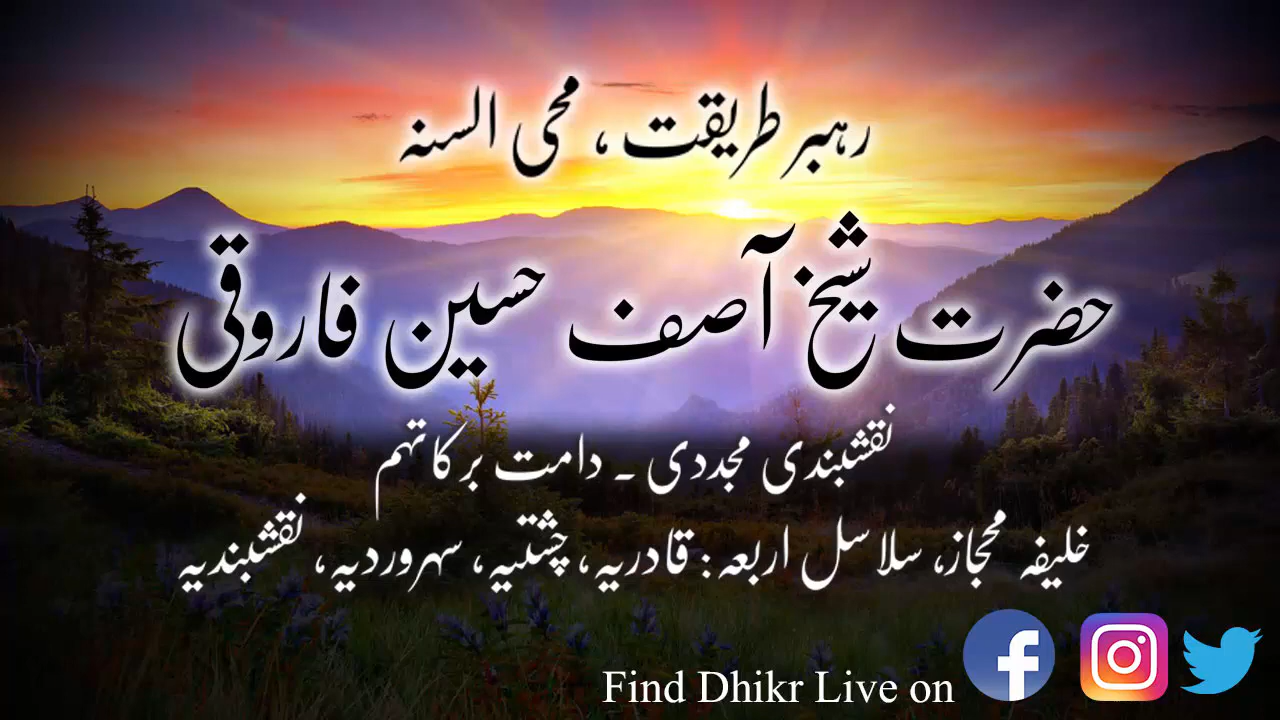 رہبر طریقت ، محی السنہ
حضرت شیخ آصف حسین فاروقی
نقشبندی مجددی ۔ دامت برکاتہم
خلیفہ مجاز، سلاسل اربعہ: قادریہ، چشتیہ، سہروردیہ، نقشبندیہ
Find Dhikr Live on